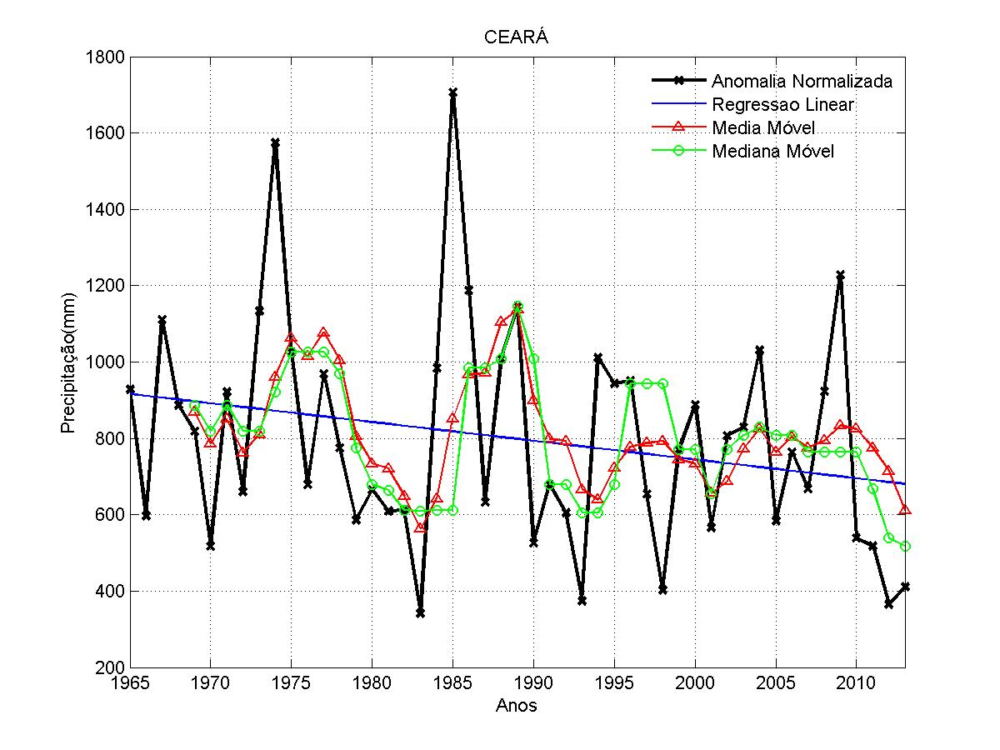 CEARÁ
1800
1600
1400
1200
1000
800
600
400
200
Precipitação(mm)
Anomalia Normalizada
Regressao Linear
Media Móvel
Mediana Móvel
1965 1970 1975 1980 1985 1990 1995 2000 2005 2010
Anos